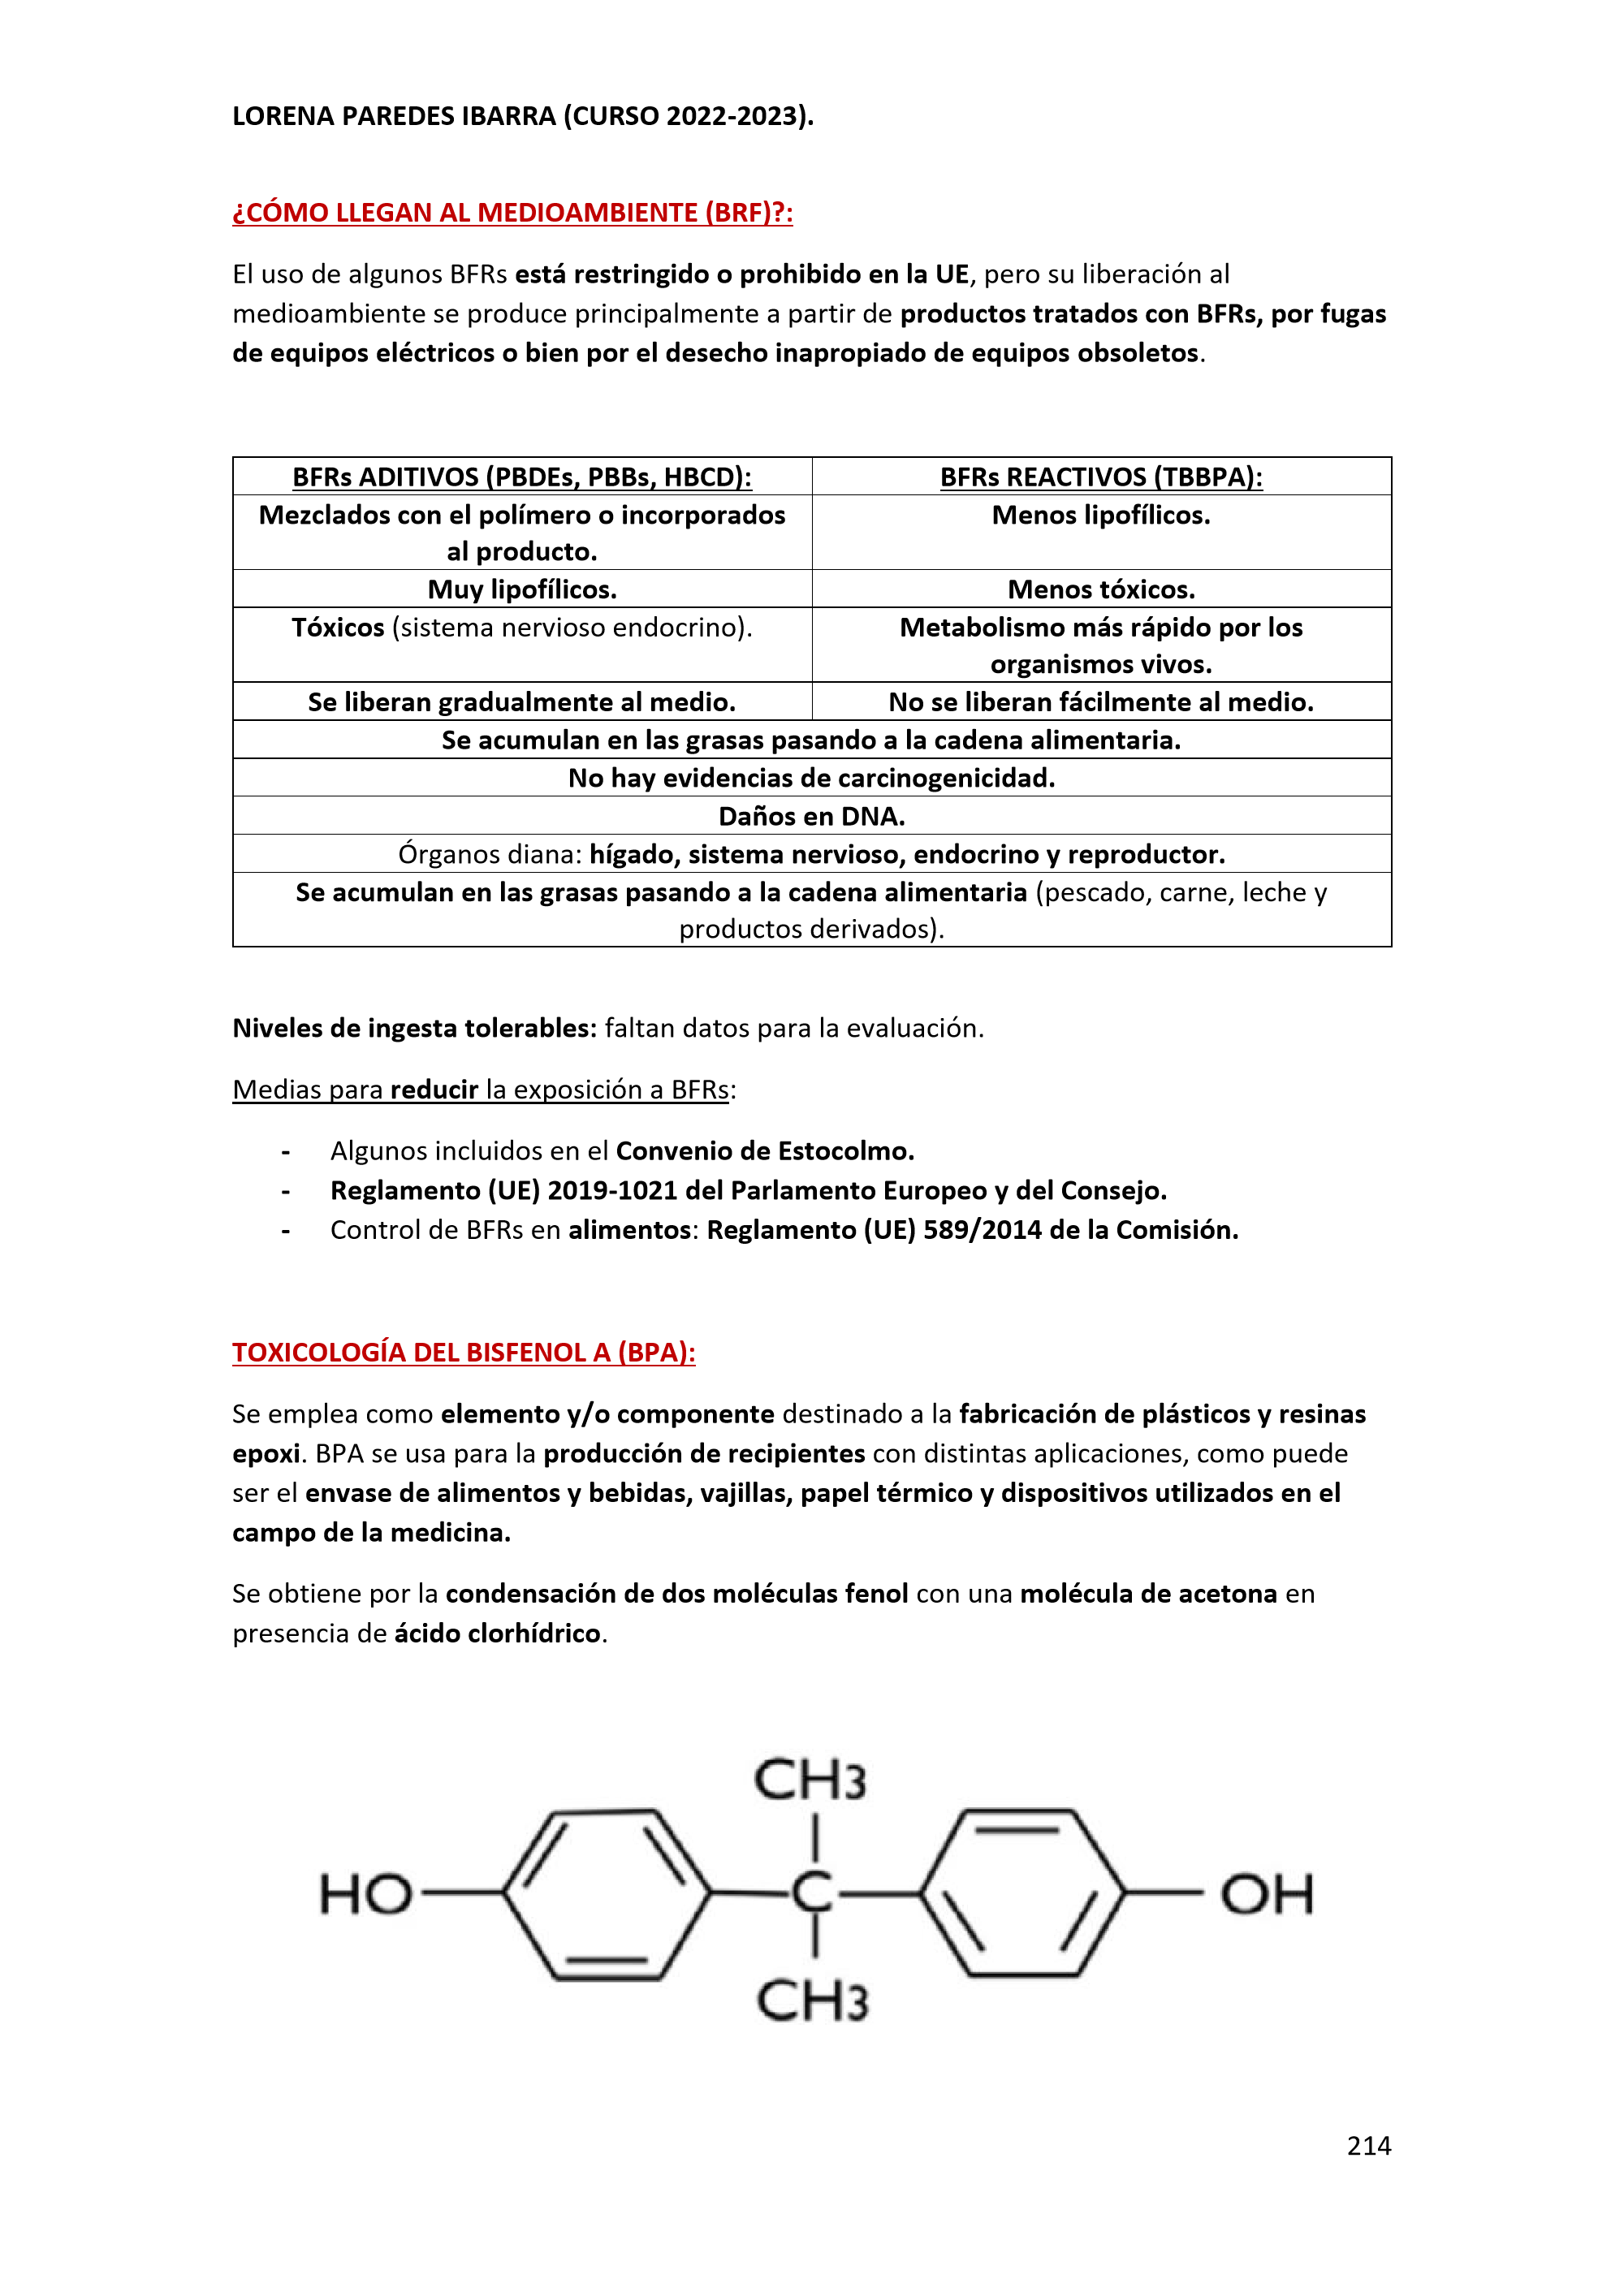 LORENA PAREDES IBARRA (CURSO 2022-2023).
¿CÓMO LLEGAN AL MEDIOAMBIENTE (BRF)?:
El uso de algunos BFRs está restringido o prohibido en la UE, pero su liberación al
medioambiente se produce principalmente a partir de productos tratados con BFRs, por fugas
de equipos eléctricos o bien por el desecho inapropiado de equipos obsoletos.
BFRs ADITIVOS (PBDEs, PBBs, HBCD):
BFRs REACTIVOS (TBBPA):
Mezclados con el polímero o incorporados
al producto.
Menos lipofílicos.
Muy lipofílicos.
Menos tóxicos.
Tóxicos (sistema nervioso endocrino).
Metabolismo más rápido por los
organismos vivos.
Se liberan gradualmente al medio.
No se liberan fácilmente al medio.
Se acumulan en las grasas pasando a la cadena alimentaria.
No hay evidencias de carcinogenicidad.
Daños en DNA.
Órganos diana: hígado, sistema nervioso, endocrino y reproductor.
Se acumulan en las grasas pasando a la cadena alimentaria (pescado, carne, leche y
productos derivados).
Niveles de ingesta tolerables: faltan datos para la evaluación.
Medias para reducir la exposición a BFRs:
- Algunos incluidos en el Convenio de Estocolmo.
- Reglamento (UE) 2019-1021 del Parlamento Europeo y del Consejo.
- Control de BFRs en alimentos: Reglamento (UE) 589/2014 de la Comisión.
TOXICOLOGÍA DEL BISFENOL A (BPA):
Se emplea como elemento y/o componente destinado a la fabricación de plásticos y resinas
epoxi. BPA se usa para la producción de recipientes con distintas aplicaciones, como puede
ser el envase de alimentos y bebidas, vajillas, papel térmico y dispositivos utilizados en el
campo de la medicina.
Se obtiene por la condensación de dos moléculas fenol con una molécula de acetona en
presencia de ácido clorhídrico.
CH3
HO C OH
CH3
214